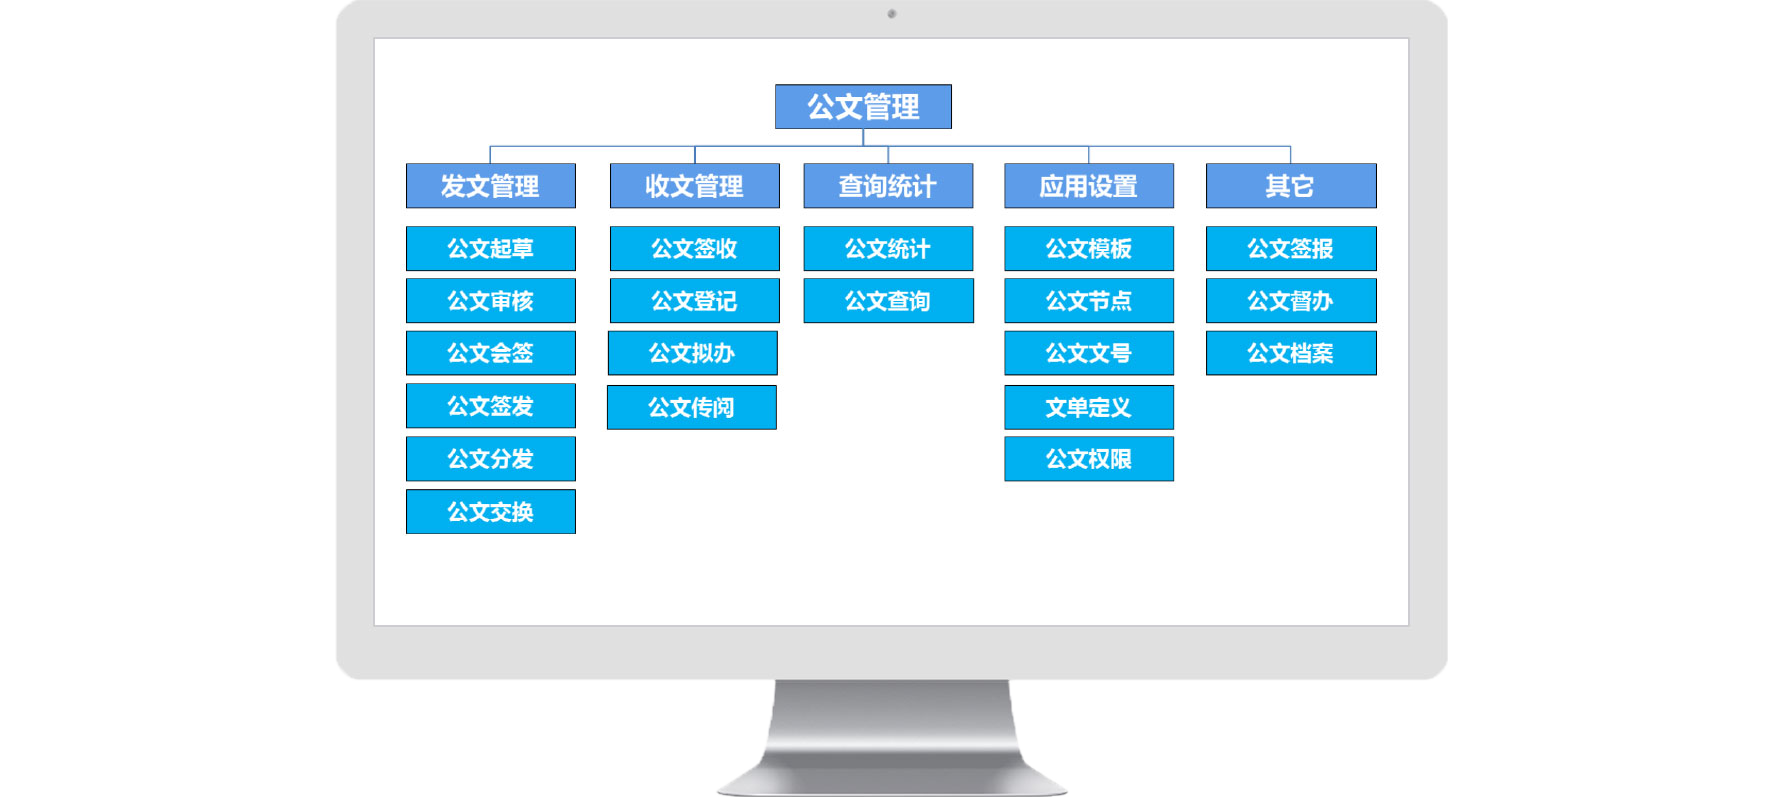 公文管理
发文管理
收文管理
查询统计
应用设置
其它
公文起草
公文签收
公文统计
公文模板
公文签报
公文审核
公文登记
公文查询
公文节点
公文督办
公文会签
公文拟办
公文文号
公文档案
公文签发
公文传阅
文单定义
公文分发
公文权限
公文交换